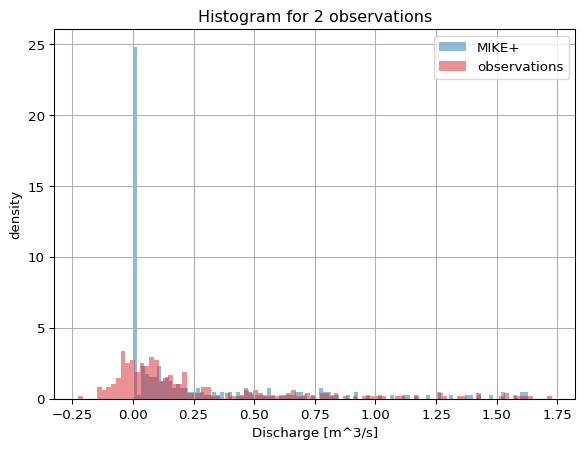 Histogram for 2 observations
MIKE+
observations
density
25
20
15
10
5
0
−0.25 0.00 0.25 0.50 0.75 1.00 1.25 1.50 1.75
Discharge [m^3/s]